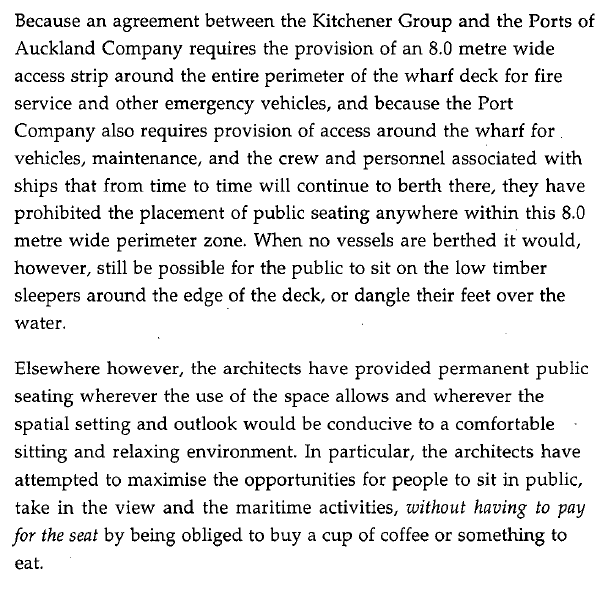 Because an agreement between the Kitchener Group and the Ports of
Auckland Company requires the provision of an 8.0 metre wide
access strip around the entire perimeter of the wharf deck for fire
service and other emergency vehicles, and because the Port
Company also requires provision of access around the wharf for
vehicles, maintenance, and the crew and personnel associated with
ships that from time to time will continue to berth there, they have
prohibited the placement of public seating anywhere within this 8.0
metre wide perimeter zone. When no vessels are berthed it would,
however, still be possible for the public to sit on the low timber
sleepers around the edge of the deck, or dangle their feet over the
water.
Elsewhere however, the architects have provided permanent public
seating wherever the use of the space allows and wherever the
spatial setting and outlook would be conducive to a comfortable
sitting and relaxing environment. In particular, the architects have
attempted to maximise the opportunities for people to sit in public,
take in the view and the maritime activities, without having to pay
for the seat by being obliged to buy a cup of coffee or something to
eat.